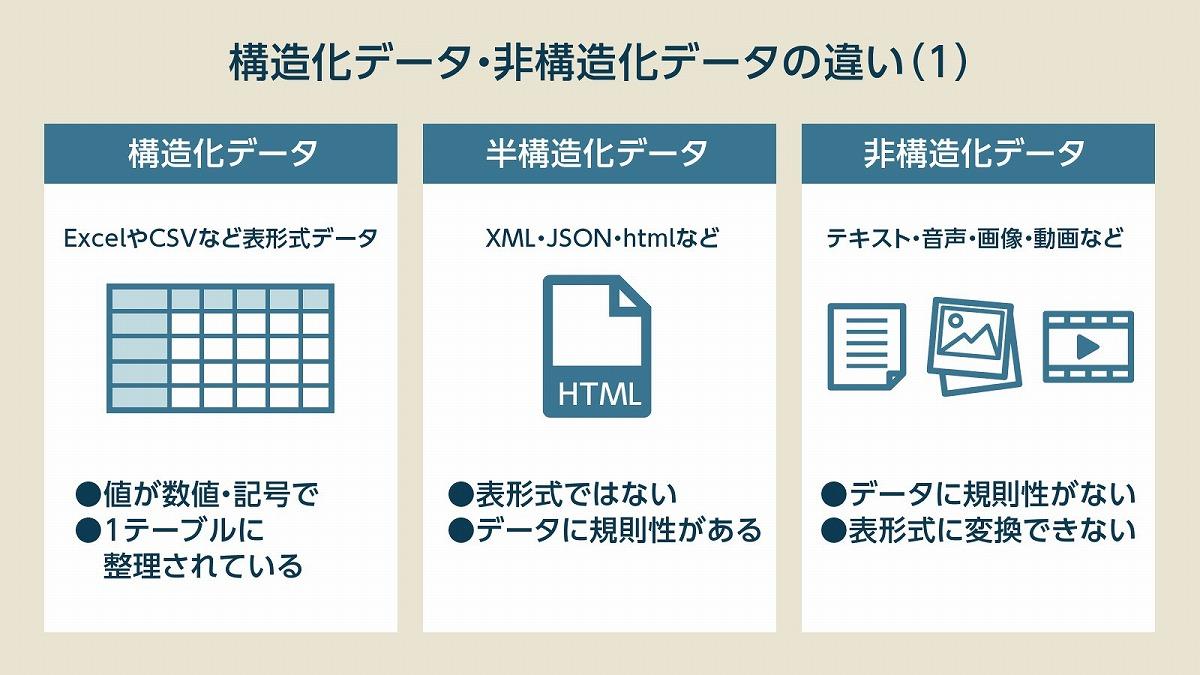 構造化データ・非構造化データの違い（1）
構造化データ
ExcelやCSVなど表形式データ
●値が数値・記号で
●1テーブルに
整理されている
半構造化データ
XML・JSON・htmlなど
HTML
●表形式ではない
●データに規則性がある
非構造化データ
テキスト・音声・画像・動画など
●データに規則性がない
●表形式に変換できない